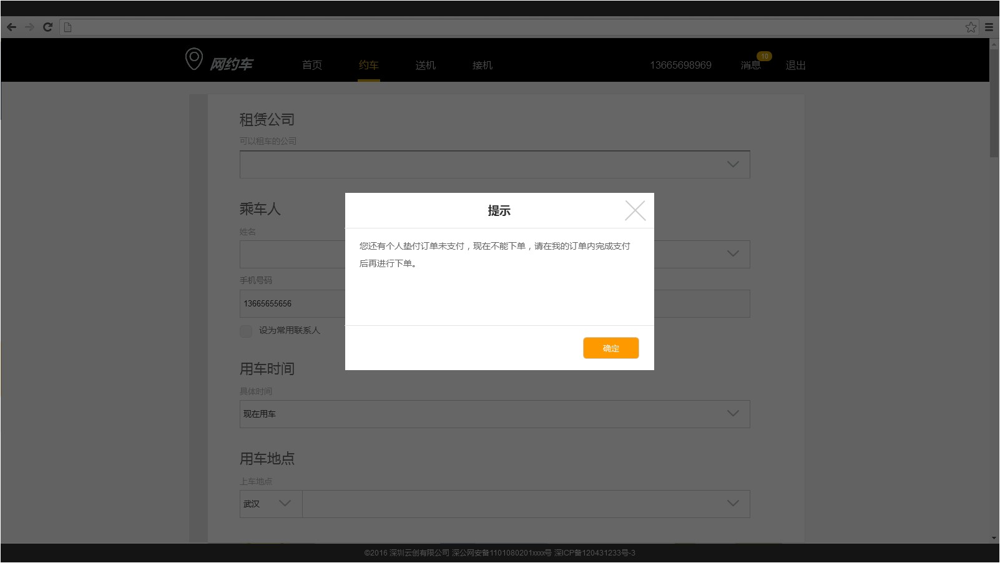 网约车
首页
约车
送机
接机
13665698969
消息
10
退出
租赁公司
可以租车的公司
乘车人
姓名
手机号码
13665655656
设为常用联系人
用车时间
具体时间
现在用车
用车地点
上车地点
武汉
提示
您还有个人垫付订单未支付，现在不能下单，请在我的订单内完成支付
后再进行下单。
确定
©2016 深圳云创有限公司 深公网安备1101080201xxxx号 深ICP备120431233号-3